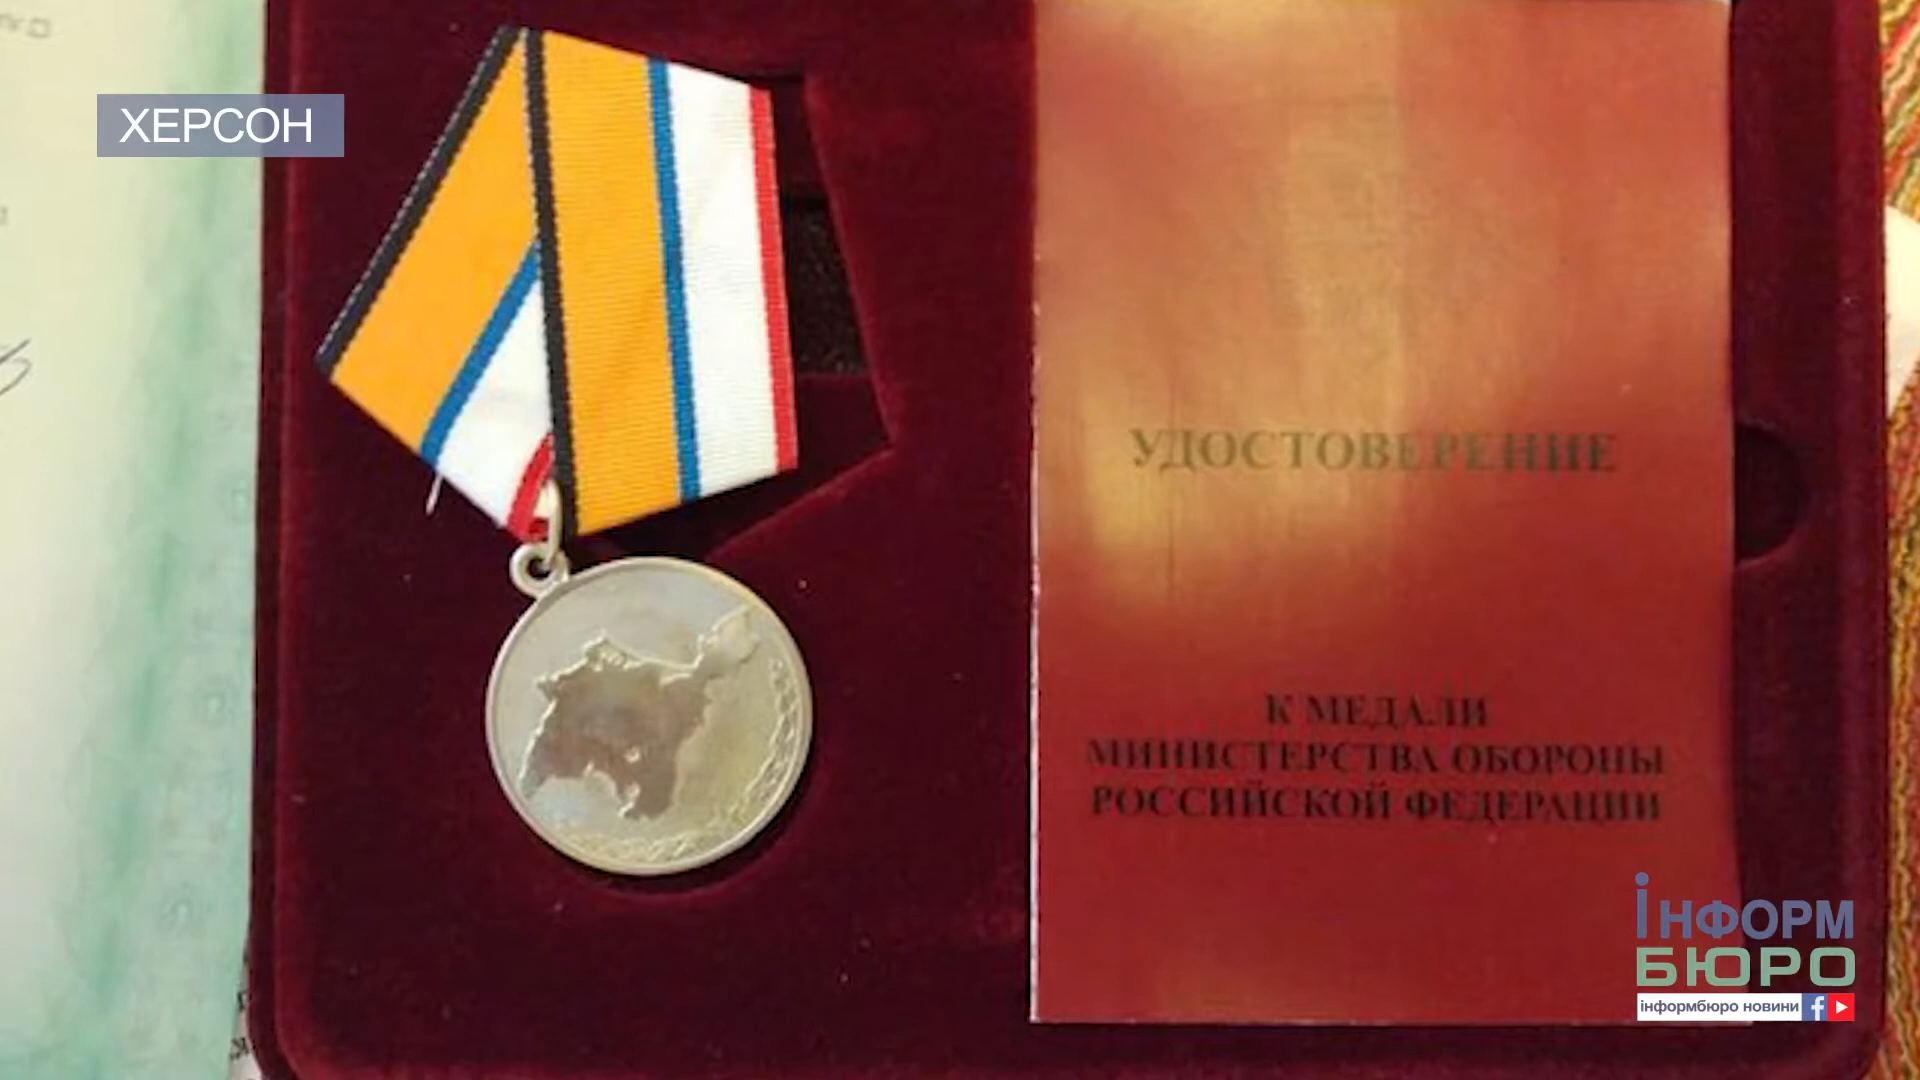 ХЕРСОН
УДОСТОВЕРЕНИЕ
К МЕДАЛИ
МИНИСТЕРСТВА ОБОРОНЫ
РОССИЙСКОЙ ФЕДЕРАЦИИ
інформ
БЮРО
інформбюро новини